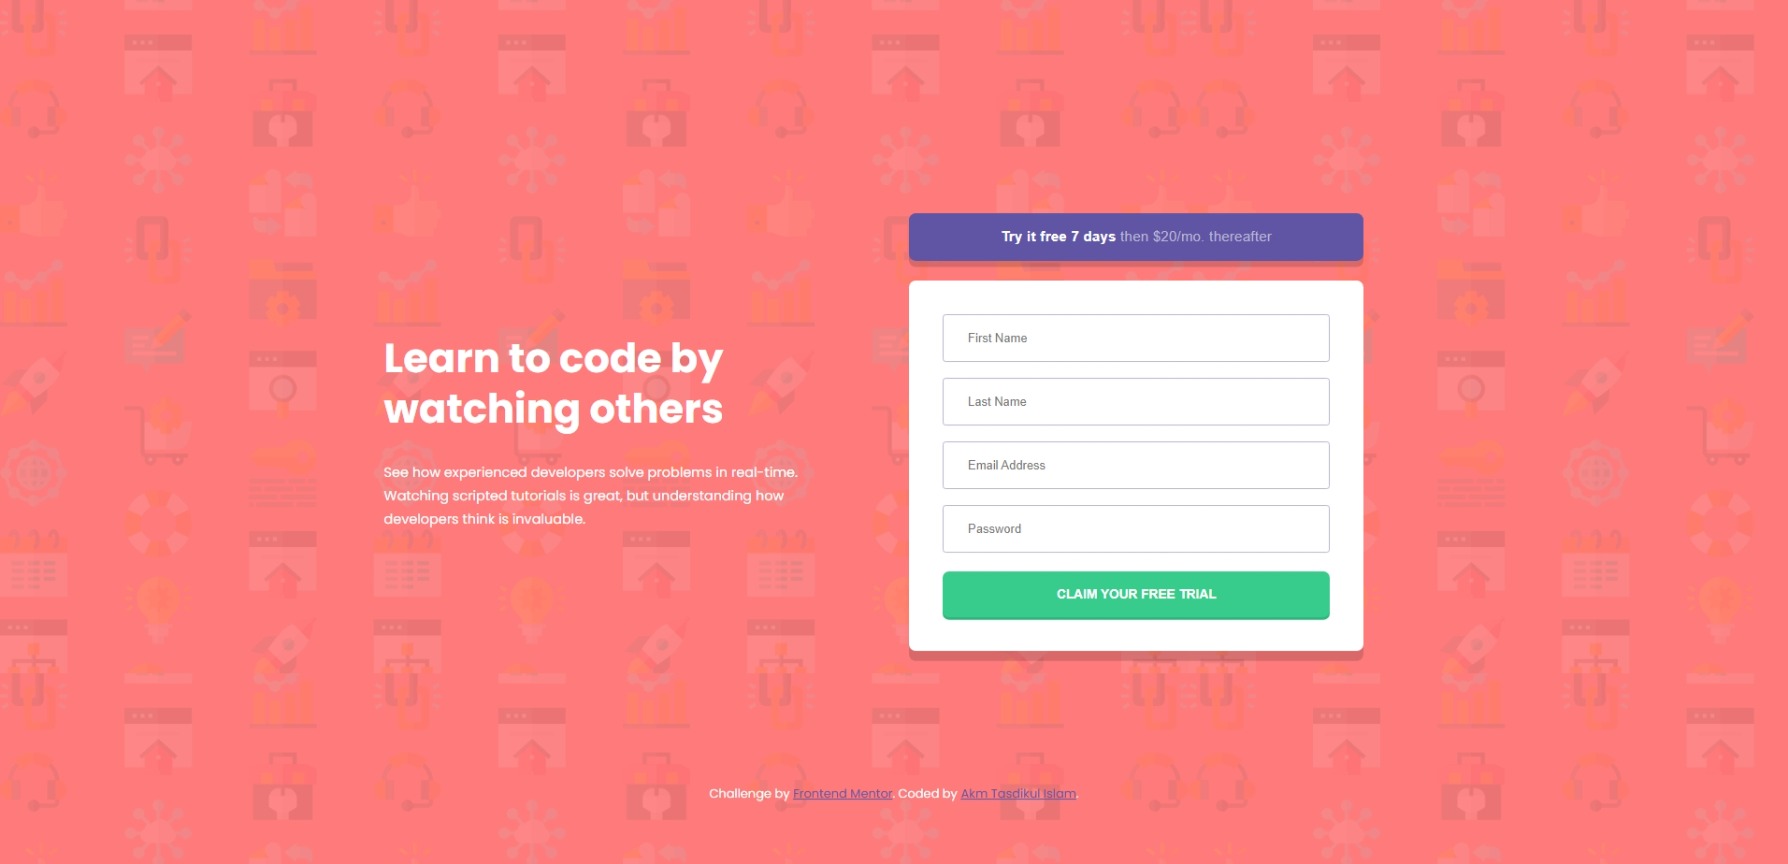 Try it free 7 days then $20/mo. thereafter
Learn to code by
watching others
See how experienced developers solve problems in real-time.
Watching scripted tutorials is great, but understanding how
developers think is invaluable.
First Name
Last Name
Email Address
Password
CLAIM YOUR FREE TRIAL
Challenge by Frontend Mentor. Coded by Akm Tasdikul Islam.